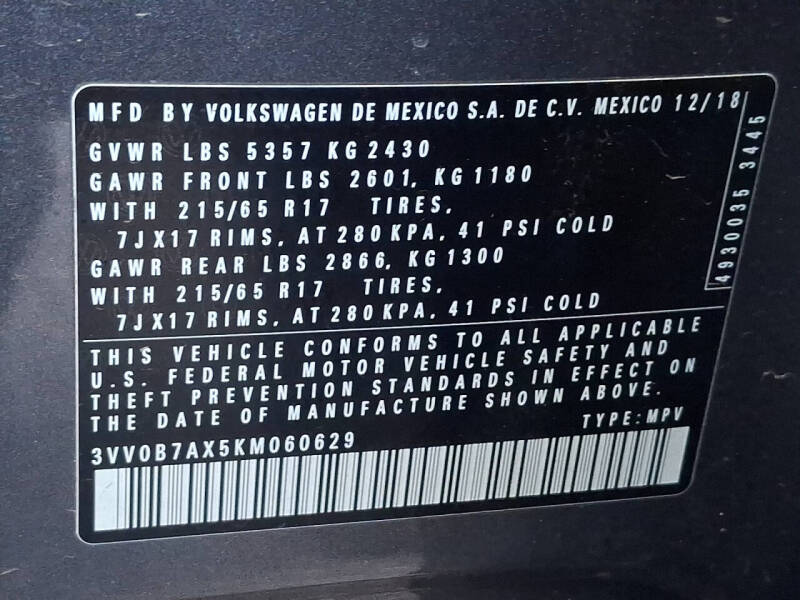 MFD BY VOLKSWAGEN DE MEXICO S.A. DE C.V. MEXICO 12/18
GVWR LBS 5357 KG 2430
GAWR FRONT LBS 2601, KG 1180
WITH 215/65 R17 TIRES,
7JX17 RIMS, AT 280 KPA, 41 PSI COLD
GAWR REAR LBS 2866, KG 1300
WITH 215/65 R17 TIRES,
7JX17 RIMS, AT 280 KPA, 41 PSI COLD
THIS VEHICLE CONFORMS TO ALL APPLICABLE
U.S. FEDERAL MOTOR VEHICLE SAFETY AND
THEFT PREVENTION STANDARDS IN EFFECT ON
THE DATE OF MANUFACTURE SHOWN ABOVE.
TYPE: MPV
3VV0B7AX5KM060629
4930035 3445